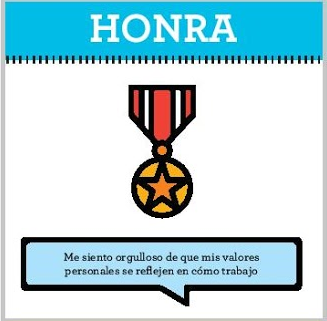 HONRA
Me siento orgulloso de que mis valores
personales se reflejen en cómo trabajo